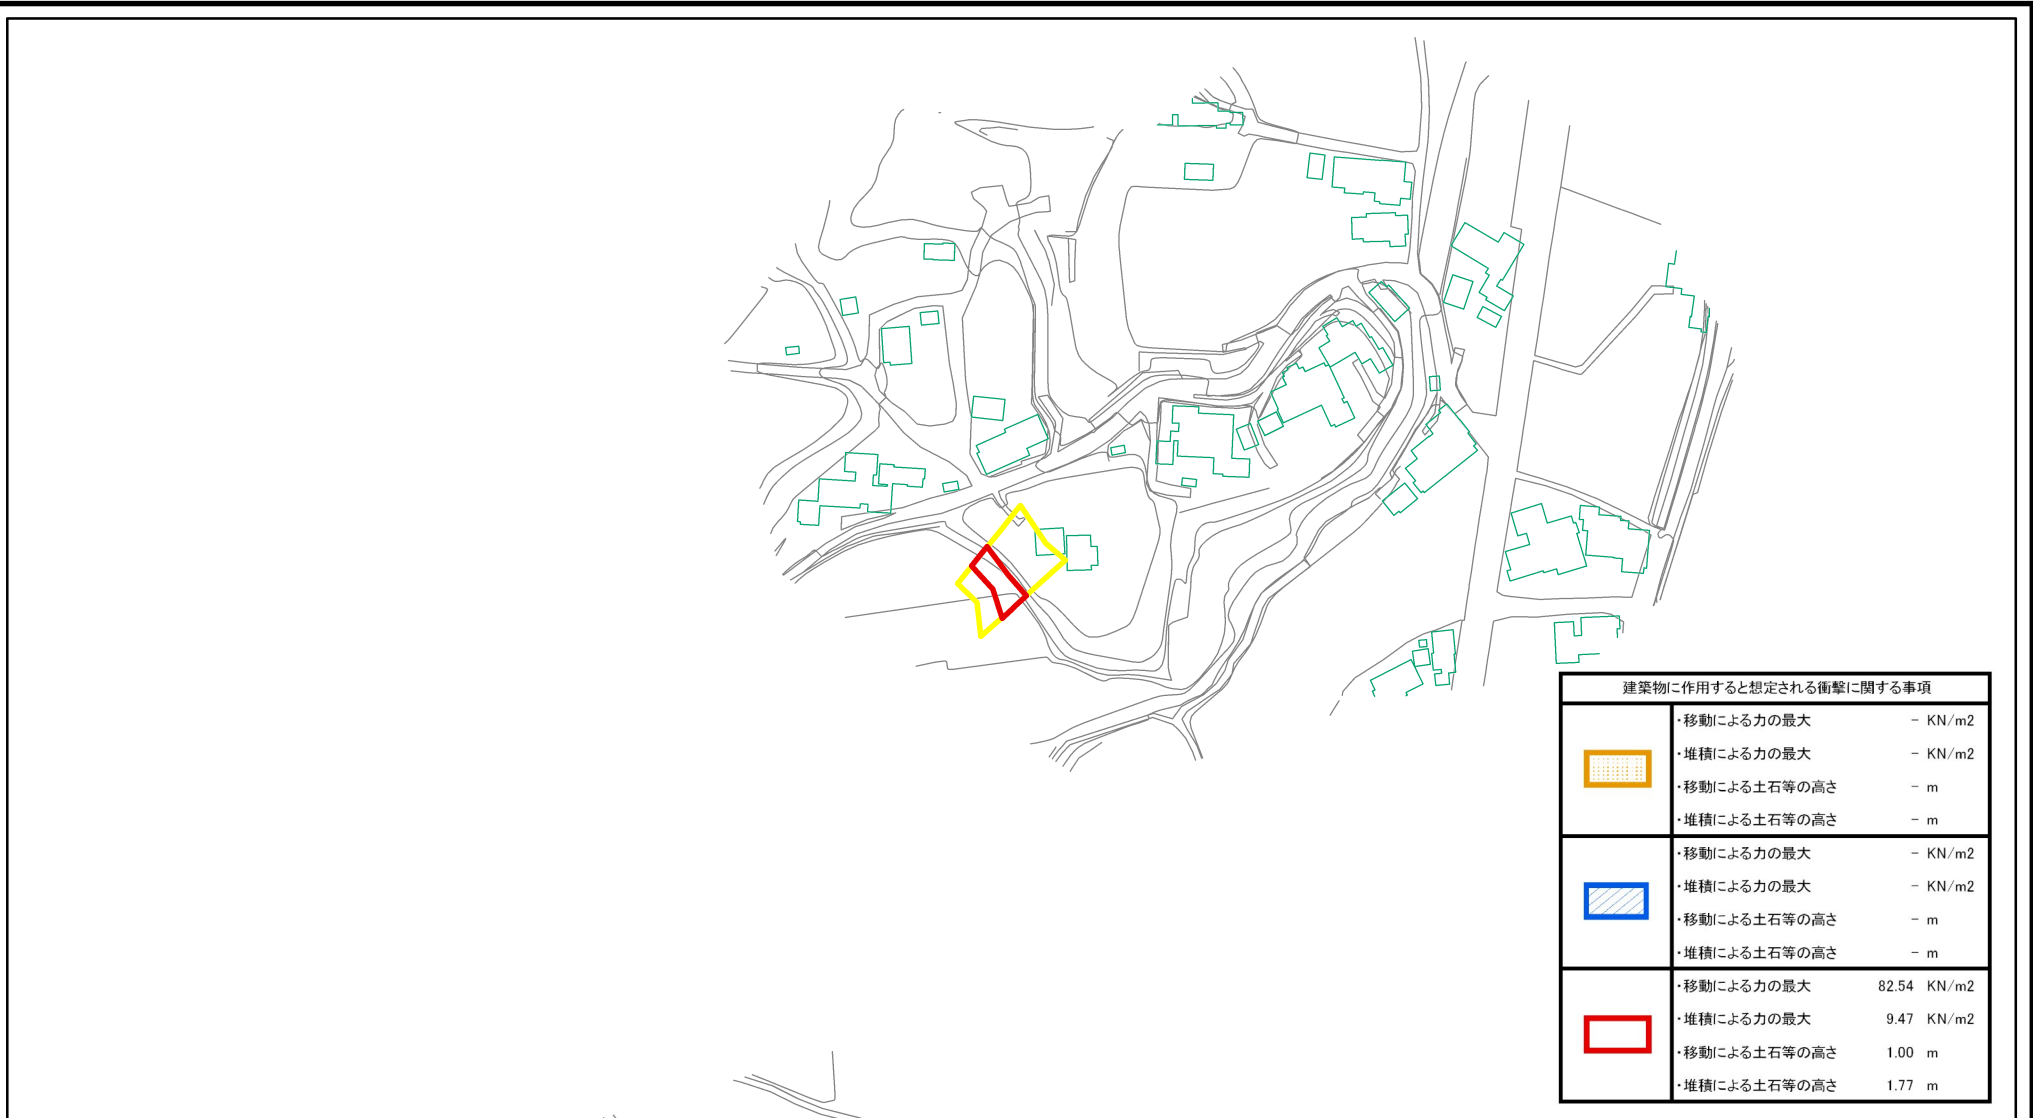 建築物に作用すると想定される衝撃に関する事項
・移動による力の最大 - KN/m2
・堆積による力の最大 - KN/m2
・移動による土石等の高さ - m
・堆積による土石等の高さ - m
・移動による力の最大 - KN/m2
・堆積による力の最大 - KN/m2
・移動による土石等の高さ - m
・堆積による土石等の高さ - m
・移動による力の最大 82.54 KN/m2
・堆積による力の最大 9.47 KN/m2
・移動による土石等の高さ 1.00 m
・堆積による土石等の高さ 1.77 m